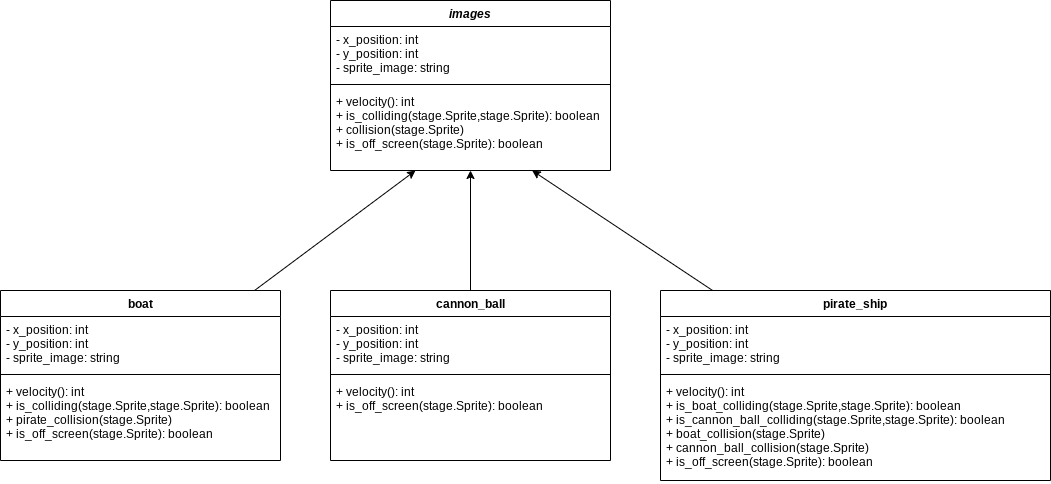 images
- x_position: int
- y_position: int
- sprite_image: string
+ velocity(): int
+ is_colliding(stage.Sprite,stage.Sprite): boolean
+ collision(stage.Sprite)
+ is_off_screen(stage.Sprite): boolean
boat
- x_position: int
- y_position: int
- sprite_image: string
+ velocity(): int
+ is_colliding(stage.Sprite,stage.Sprite): boolean
+ pirate_collision(stage.Sprite)
+ is_off_screen(stage.Sprite): boolean
cannon_ball
- x_position: int
- y_position: int
- sprite_image: string
+ velocity(): int
+ is_off_screen(stage.Sprite): boolean
pirate_ship
- x_position: int
- y_position: int
- sprite_image: string
+ velocity(): int
+ is_boat_colliding(stage.Sprite,stage.Sprite): boolean
+ is_cannon_ball_colliding(stage.Sprite,stage.Sprite): boolean
+ boat_collision(stage.Sprite)
+ cannon_ball_collision(stage.Sprite)
+ is_off_screen(stage.Sprite): boolean